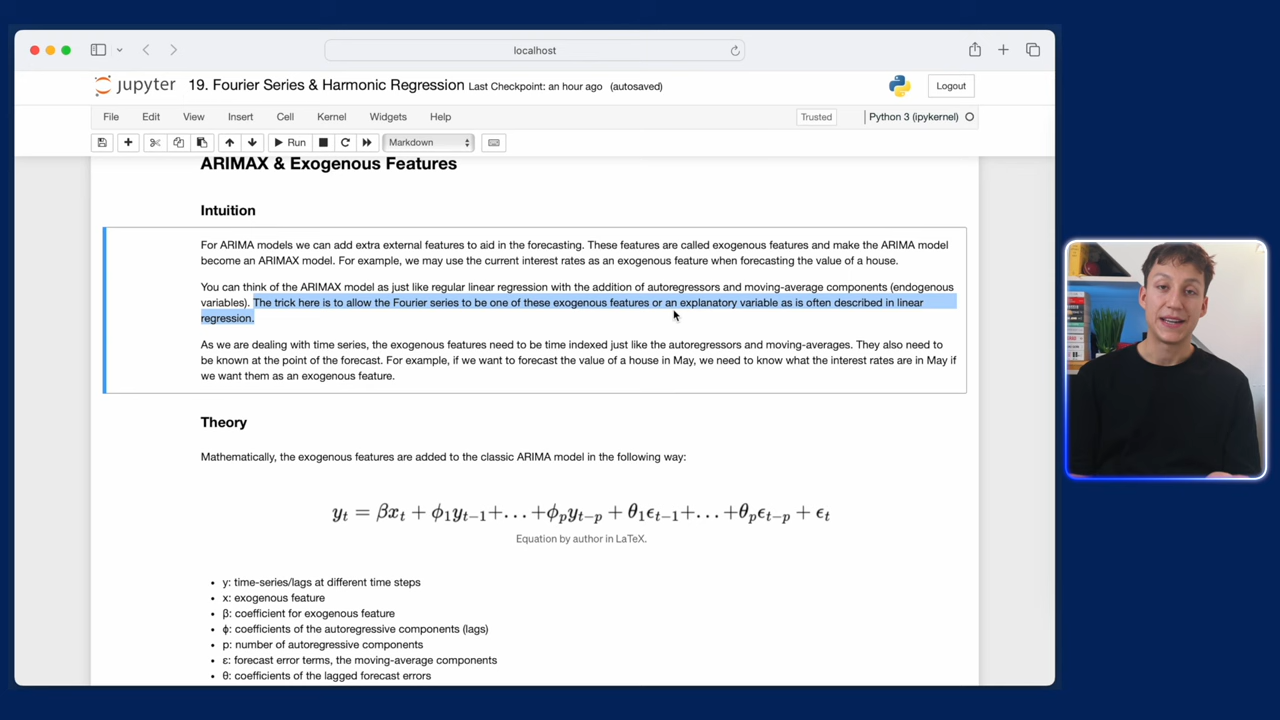 localhost
jupyter 19. Fourier Series & Harmonic Regression Last Checkpoint: an hour ago (autosaved)
Logout
File Edit View Insert Cell Kernel Widgets Help
Trusted
Python 3 (ipykernel)
Run
Markdown
ARIMAX & Exogenous Features
Intuition
For ARIMA models we can add extra external features to aid in the forecasting. These features are called exogenous features and make the ARIMA model
become an ARIMAX model. For example, we may use the current interest rates as an exogenous feature when forecasting the value of a house.
You can think of the ARIMAX model as just like regular linear regression with the addition of autoregressors and moving-average components (endogenous
variables). The trick here is to allow the Fourier series to be one of these exogenous features or an explanatory variable as is often described in linear
regression.
As we are dealing with time series, the exogenous features need to be time indexed just like the autoregressors and moving-averages. They also need to
be known at the point of the forecast. For example, if we want to forecast the value of a house in May, we need to know what the interest rates are in May if
we want them as an exogenous feature.
Theory
Mathematically, the exogenous features are added to the classic ARIMA model in the following way:
y_t = βx_t + ϕ_1y_{t−1}+...+ϕ_py_{t−p} + θ_1ϵ_{t−1}+...+θ_pϵ_{t−p} + ϵ_t
Equation by author in LaTeX.
• y: time-series/lags at different time steps
• x: exogenous feature
• β: coefficient for exogenous feature
• ϕ: coefficients of the autoregressive components (lags)
• p: number of autoregressive components
• ε: forecast error terms, the moving-average components
• θ: coefficients of the lagged forecast errors